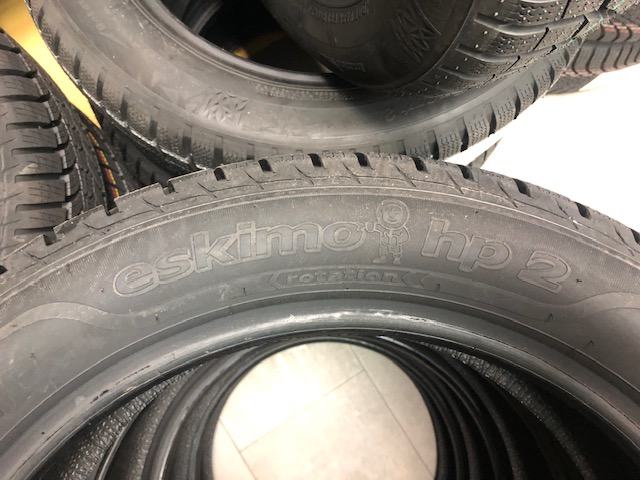 eskimo hp 2
rotation